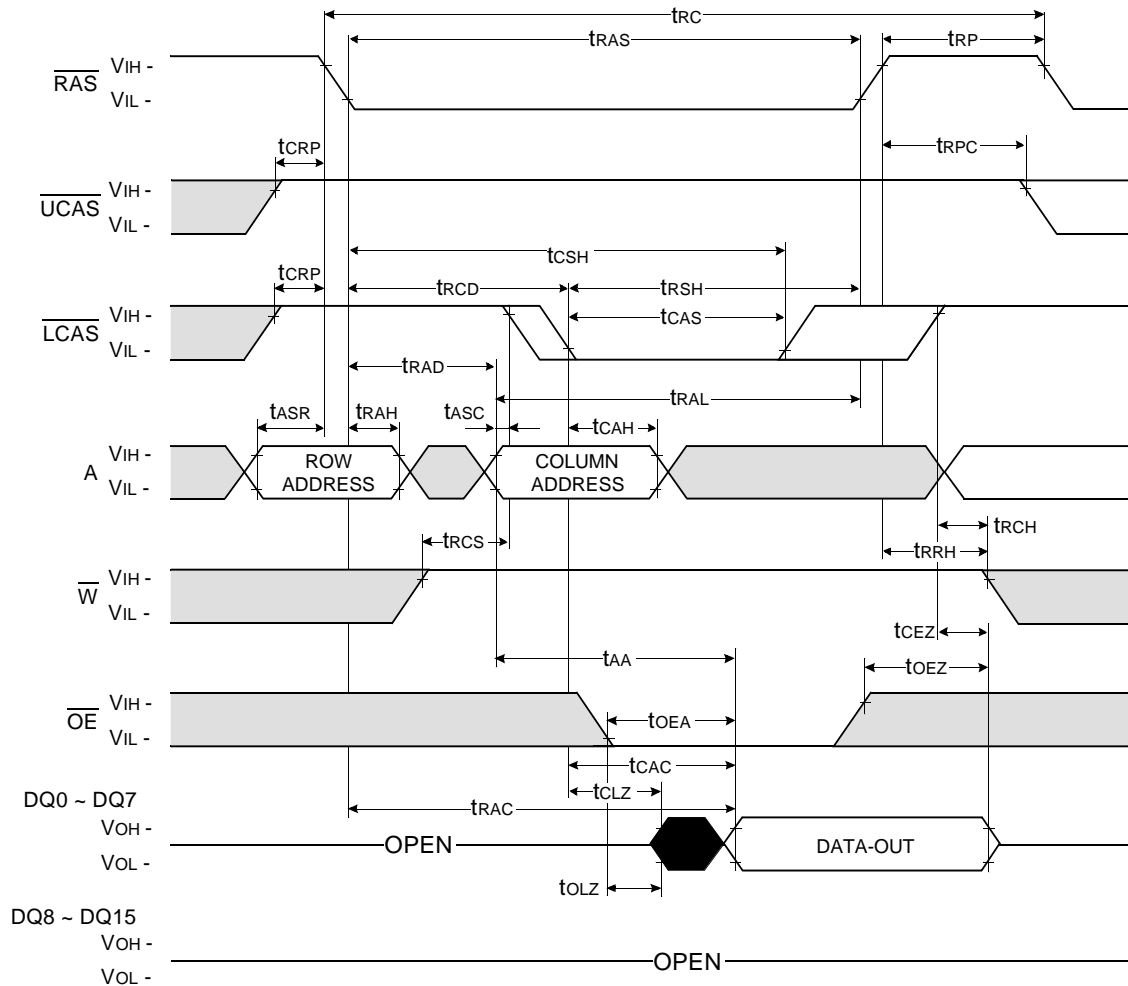 tRC
tRAS
tRP
RAS
VIH -
VIL -
tCRP
tRPC
UCAS
VIH -
VIL -
tCSH
tCRP
tRCD
tRSH
LCAS
VIH -
VIL -
tCAS
tRAD
tRAL
tASR
tRAH
tASC
tCAH
A
VIH -
VIL -
ROW
ADDRESS
COLUMN
ADDRESS
tRCS
tRCH
tRRH
W
VIH -
VIL -
tCEZ
tAA
tOEZ
OE
VIH -
VIL -
tOEA
tCAC
tCLZ
tRAC
DQ0 ~ DQ7
VOH -
VOL -
OPEN
DATA-OUT
tOLZ
DQ8 ~ DQ15
VOH -
VOL -
OPEN